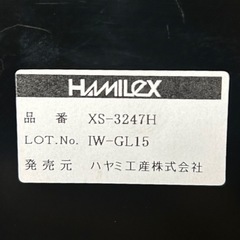 HAMILEX
品 番 XS-3247H
LOT.No. IW-GL15
発売元 ハヤミ工産株式会社